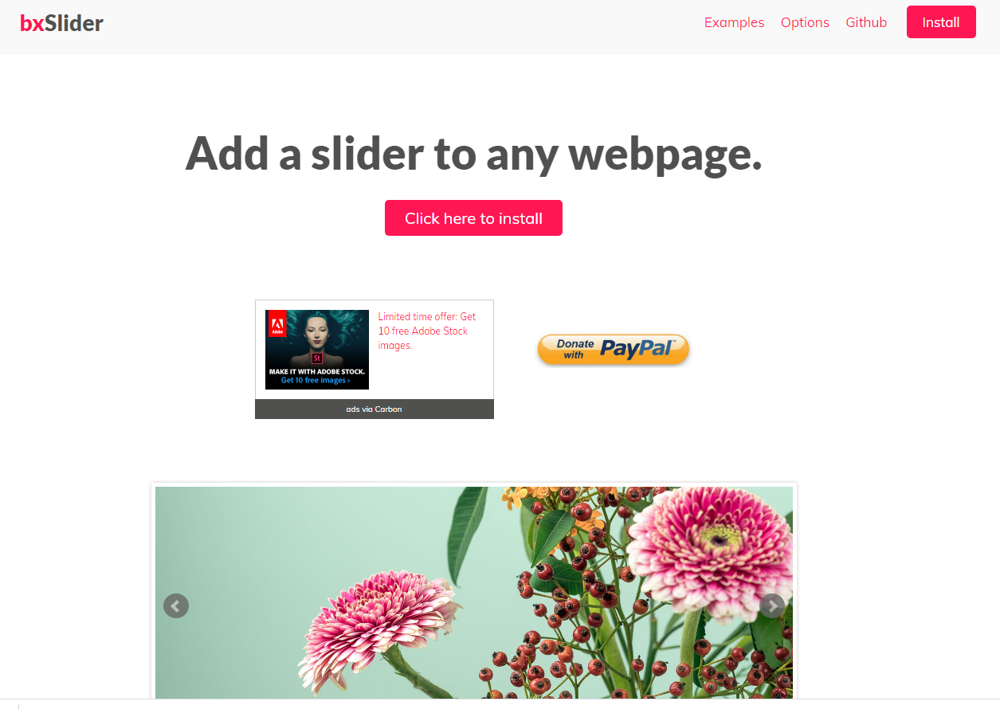 bxSlider
Examples
Options
Github
Install
Add a slider to any webpage.
Click here to install
Adobe
St
MAKE IT WITH ADOBE STOCK.
Get 10 free images ›
Limited time offer: Get
10 free Adobe Stock
images.
ads via Carbon
Donate
with
PayPal™